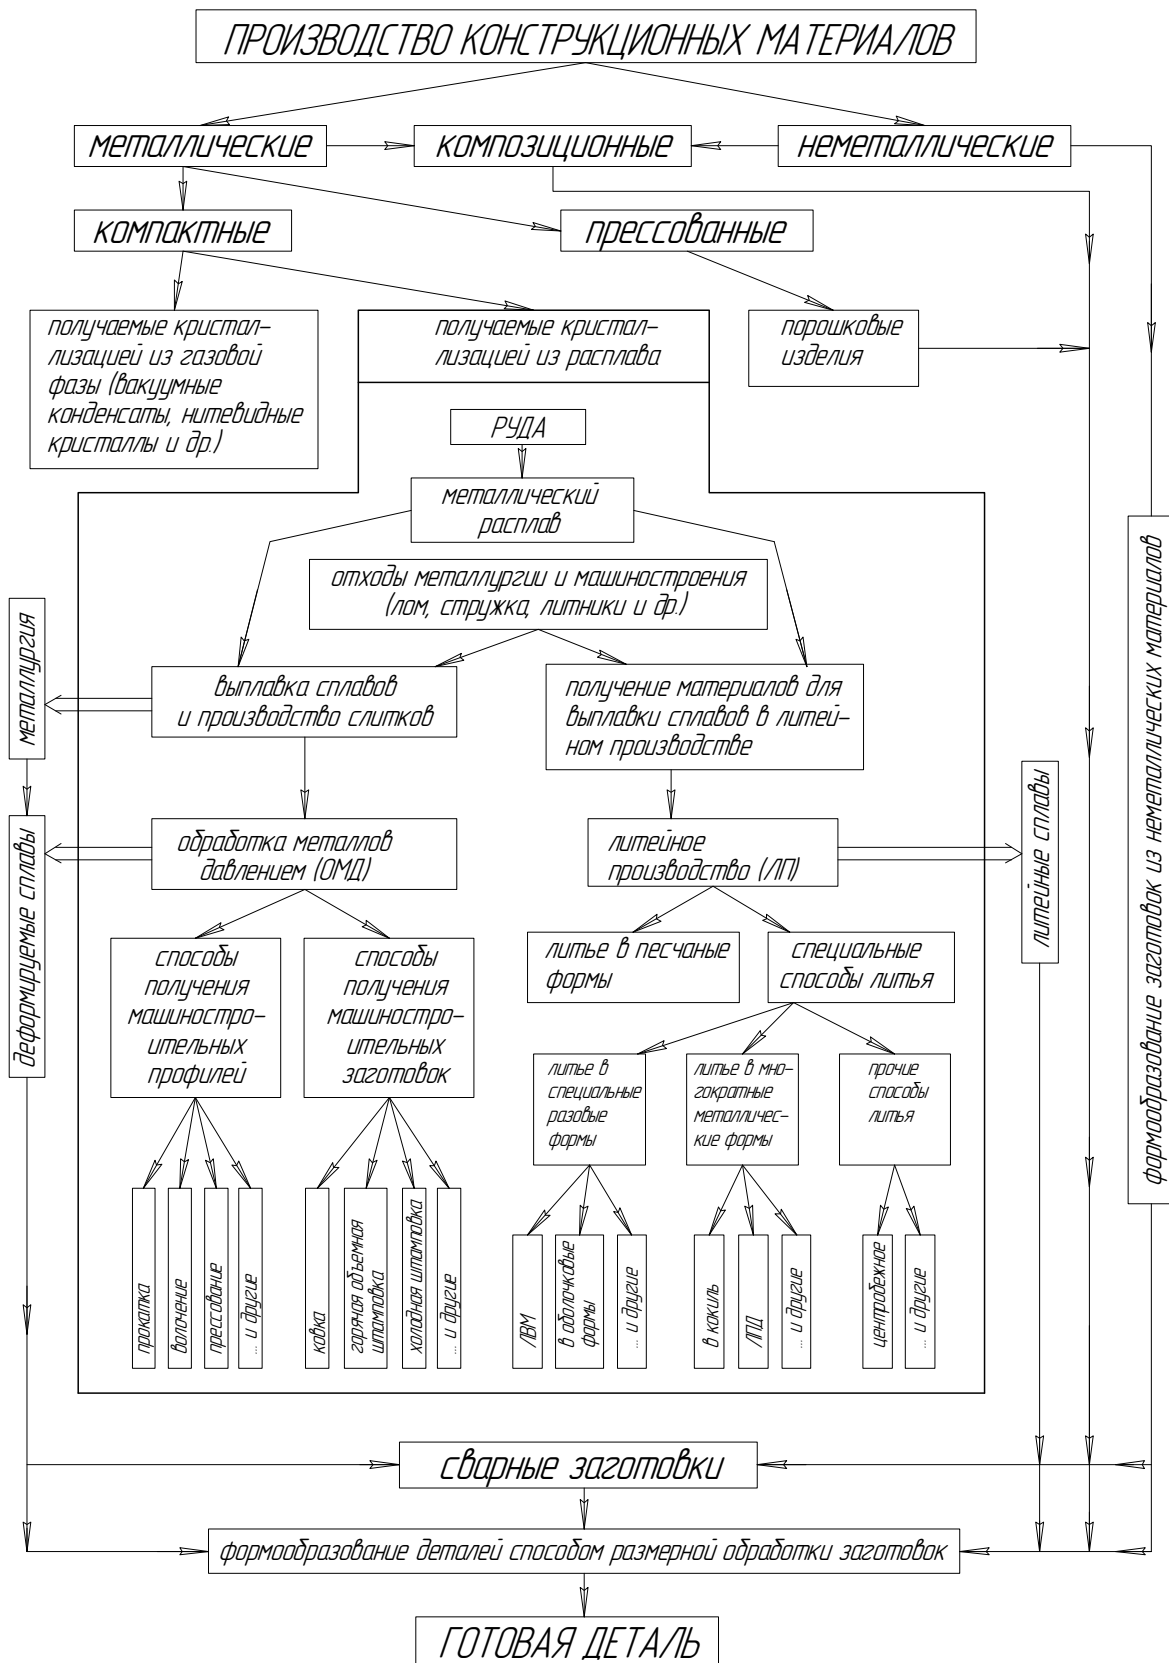 ПРОИЗВОДСТВО КОНСТРУКЦИОННЫХ МАТЕРИАЛОВ
металлические
композиционные
неметаллические
компактные
прессованные
получаемые кристал-
лизацией из газовой
фазы (вакуумные
конденсаты, нитевидные
кристаллы и др.)
получаемые кристал-
лизацией из расплава
порошковые
изделия
РУДА
металлический
расплав
отходы металлургии и машиностроения
(лом, стружка, литники и др.)
металлургия
выплавка сплавов
и производство слитков
получение материалов для
выплавки сплавов в литей-
ном производстве
деформируемые сплавы
обработка металлов
давлением (ОМД)
литейное
производство (ЛП)
литейные сплавы
формообразование заготовок из неметаллических материалов
способы
получения
машинострo-
ительных
профилей
способы
получения
машиностро-
ительных
заготовок
литье в песчаные
формы
специальные
способы литья
литье в
специальные
разовые
формы
литье в мно-
гократные
металличес-
кие формы
прочие
способы
литья
прокатка
волочение
прессование
... и другие
ковка
горячая объемная
штамповка
холодная штамповка
... и другие
ЛВМ
в оболочковые
формы
... и другие
в кокиль
ЛПД
... и другие
центробежное
... и другие
сварные заготовки
формообразование деталей способом размерной обработки заготовок
ГОТОВАЯ ДЕТАЛЬ